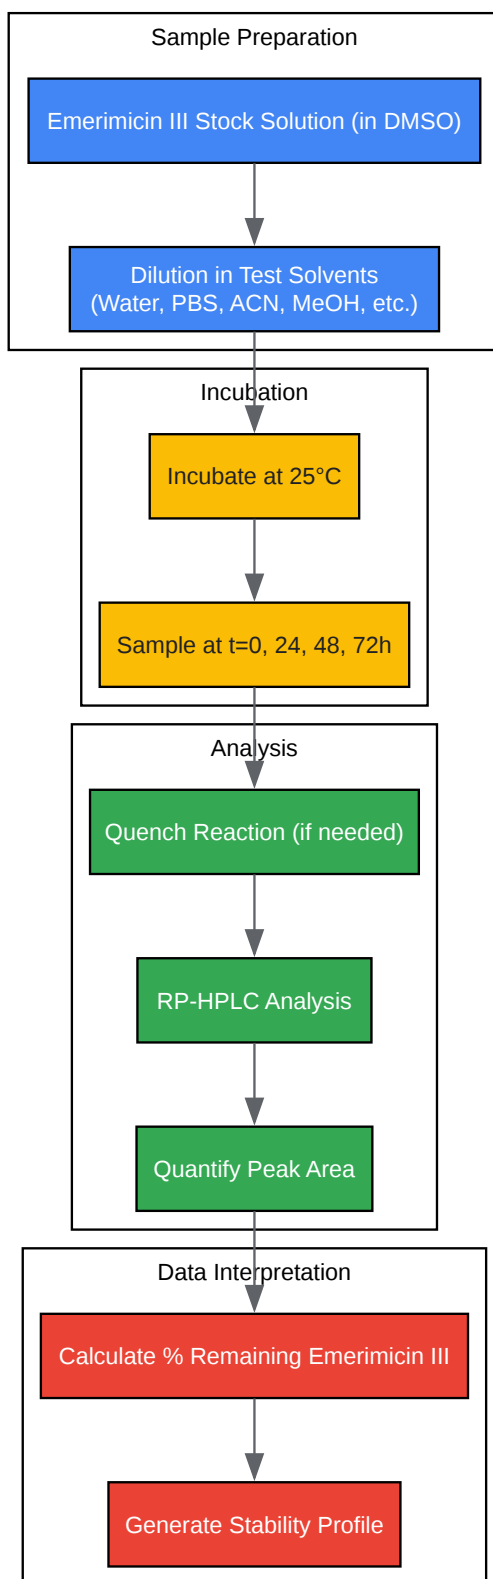 Sample Preparation
Emerimicin III Stock Solution (in DMSO)
Dilution in Test Solvents
(Water, PBS, ACN, MeOH, etc.)
Incubation
Incubate at 25°C
Sample at t=0, 24, 48, 72h
Analysis
Quench Reaction (if needed)
RP-HPLC Analysis
Quantify Peak Area
Data Interpretation
Calculate % Remaining Emerimicin III
Generate Stability Profile